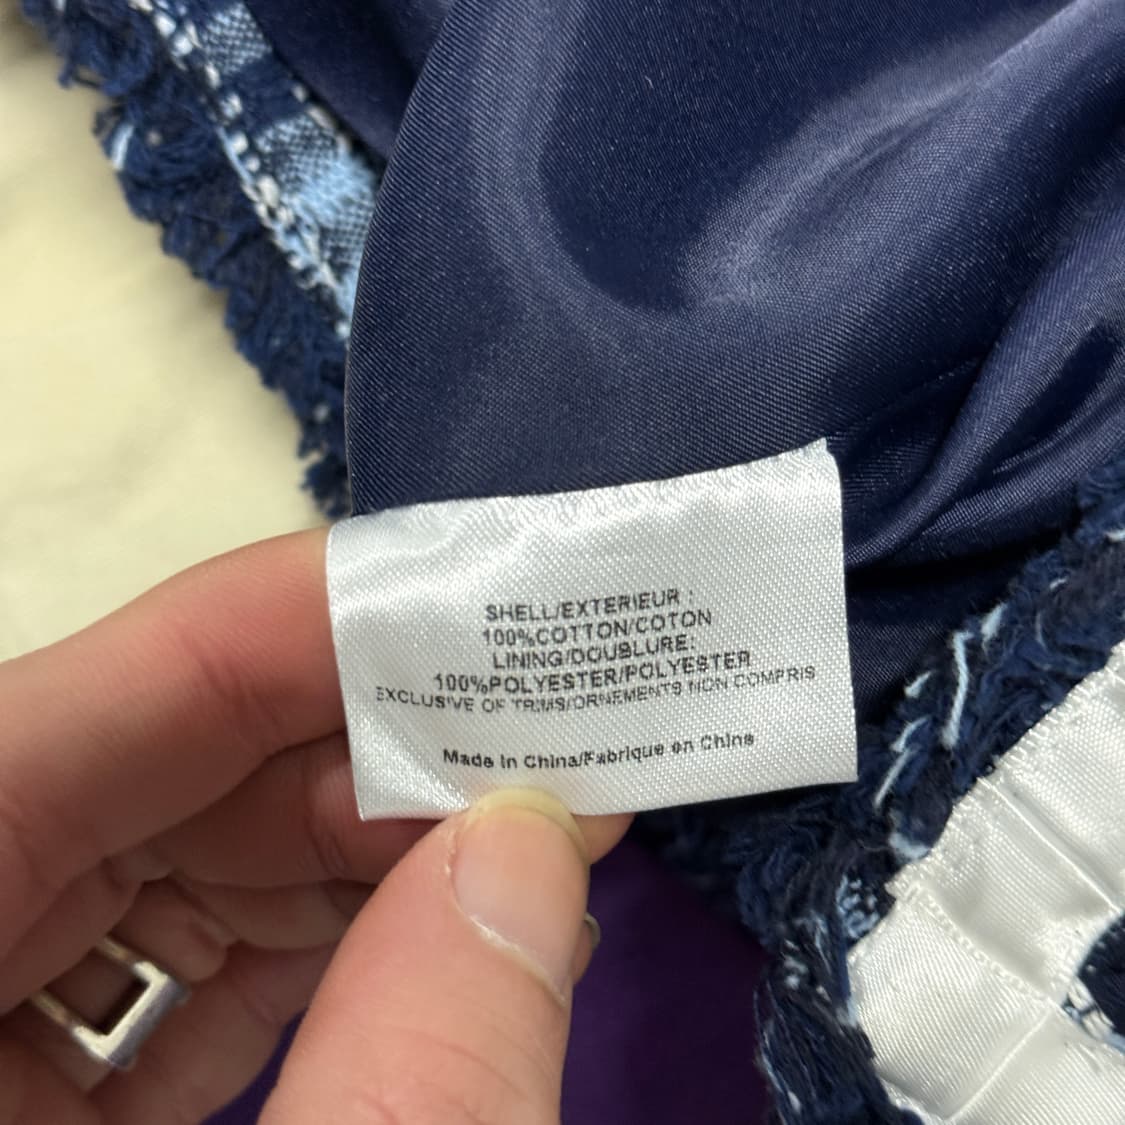 SHELL/EXTERIEUR :
100%COTTON/COTON
LINING/DOUBLURE:
100%POLYESTER/POLYESTER
EXCLUSIVE OF TRIMS/ORNEMENTS NON COMPRIS
Made In China/Fabrique en China